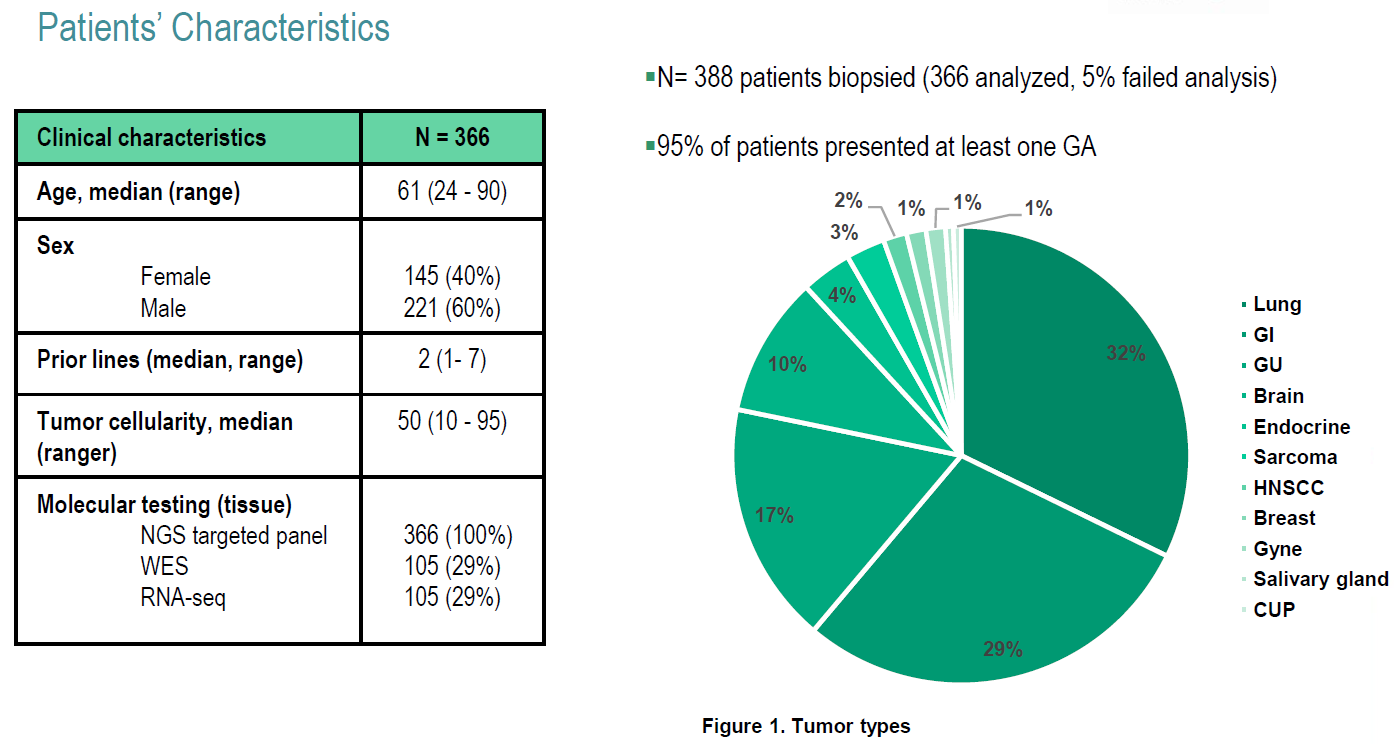 Patients’ Characteristics
Clinical characteristics N = 366
Age, median (range) 61 (24 - 90)
Sex
Female 145 (40%)
Male 221 (60%)
Prior lines (median, range) 2 (1- 7)
Tumor cellularity, median 50 (10 - 95)
(ranger)
Molecular testing (tissue)
NGS targeted panel 366 (100%)
WES 105 (29%)
RNA-seq 105 (29%)
▪N= 388 patients biopsied (366 analyzed, 5% failed analysis)
▪95% of patients presented at least one GA
2%
1%
1%
1%
3%
4%
10%
17%
29%
32%
Lung
GI
GU
Brain
Endocrine
Sarcoma
HNSCC
Breast
Gyne
Salivary gland
CUP
Figure 1. Tumor types